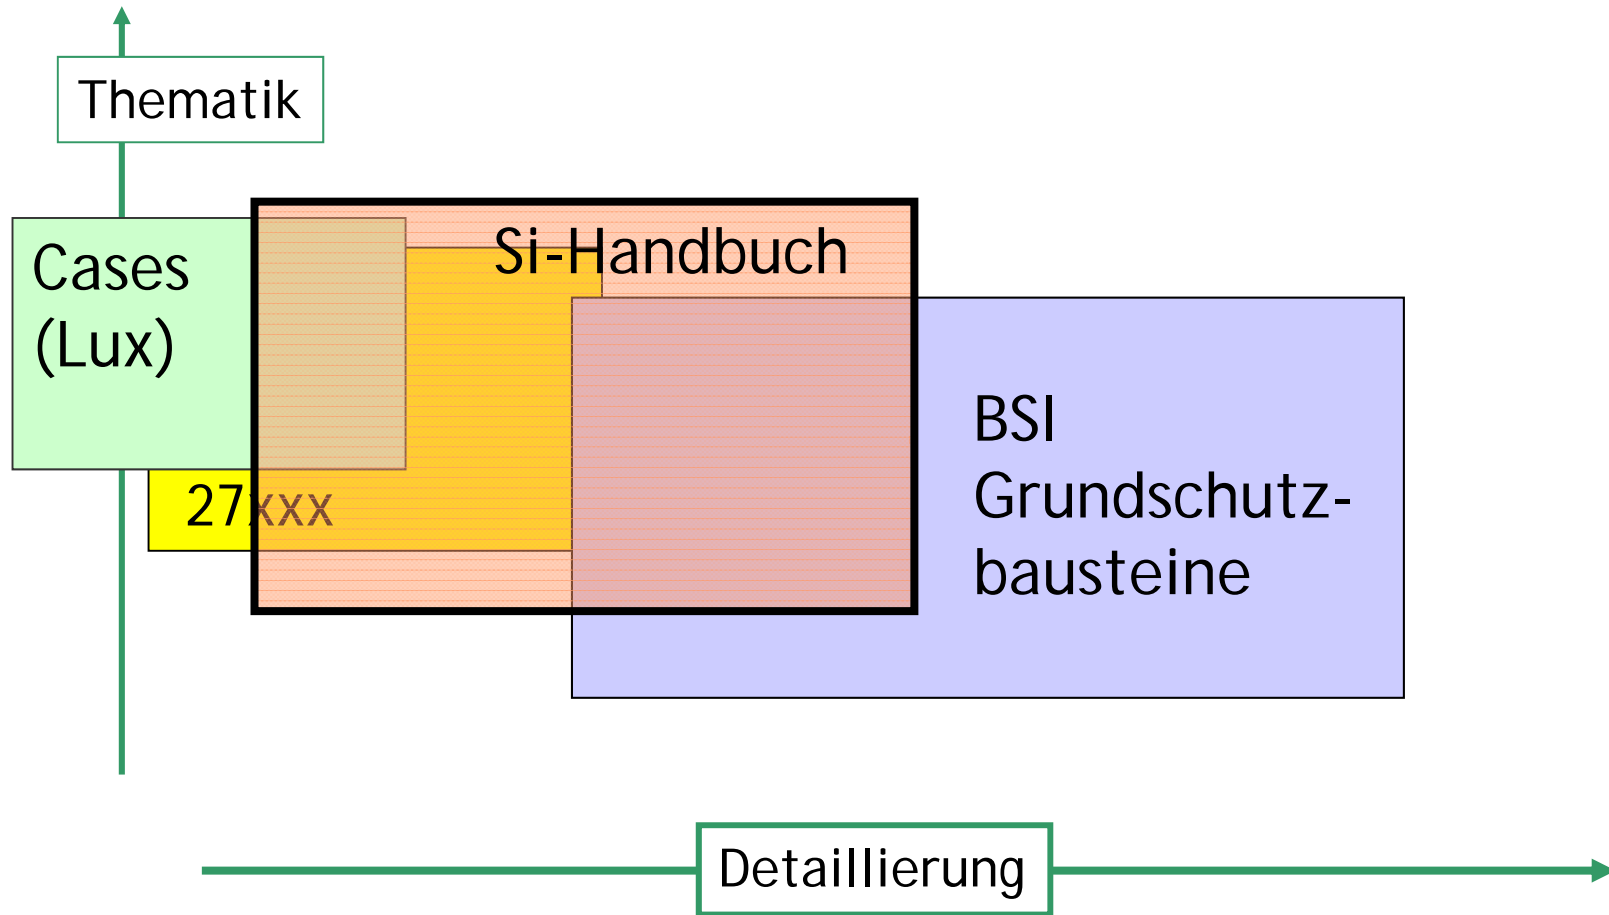 Thematik
Si-Handbuch
Cases
(Lux)
27xxx
BSI
Grundschutz-
bausteine
Detaillierung